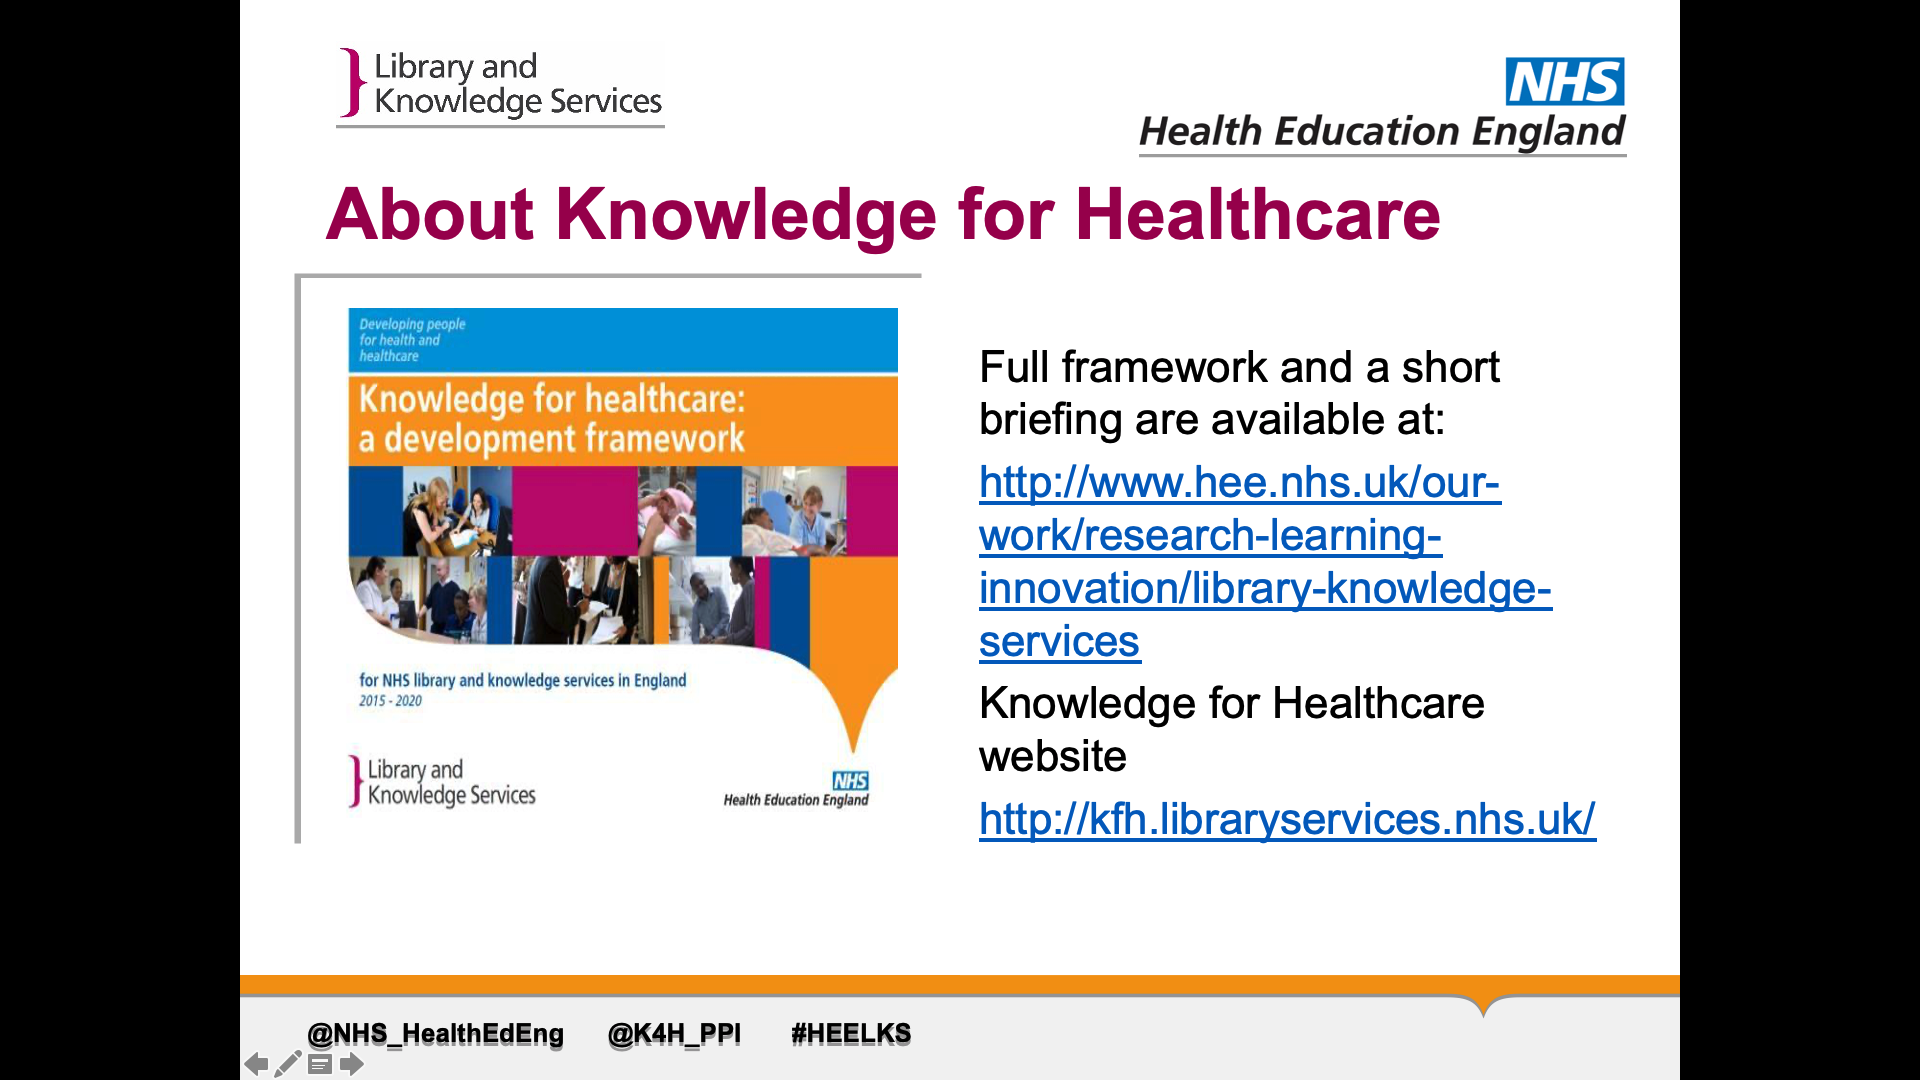 Library and
Knowledge Services
NHS
Health Education England
About Knowledge for Healthcare
Developing people
for health and
healthcare
Knowledge for healthcare:
a development framework
for NHS library and knowledge services in England
2015 - 2020
Library and
Knowledge Services
NHS
Health Education England
Full framework and a short
briefing are available at:
http://www.hee.nhs.uk/our-
work/research-learning-
innovation/library-knowledge-
services
Knowledge for Healthcare
website
http://kfh.libraryservices.nhs.uk/
@NHS_HealthEdEng @K4H_PPI #HEELKS